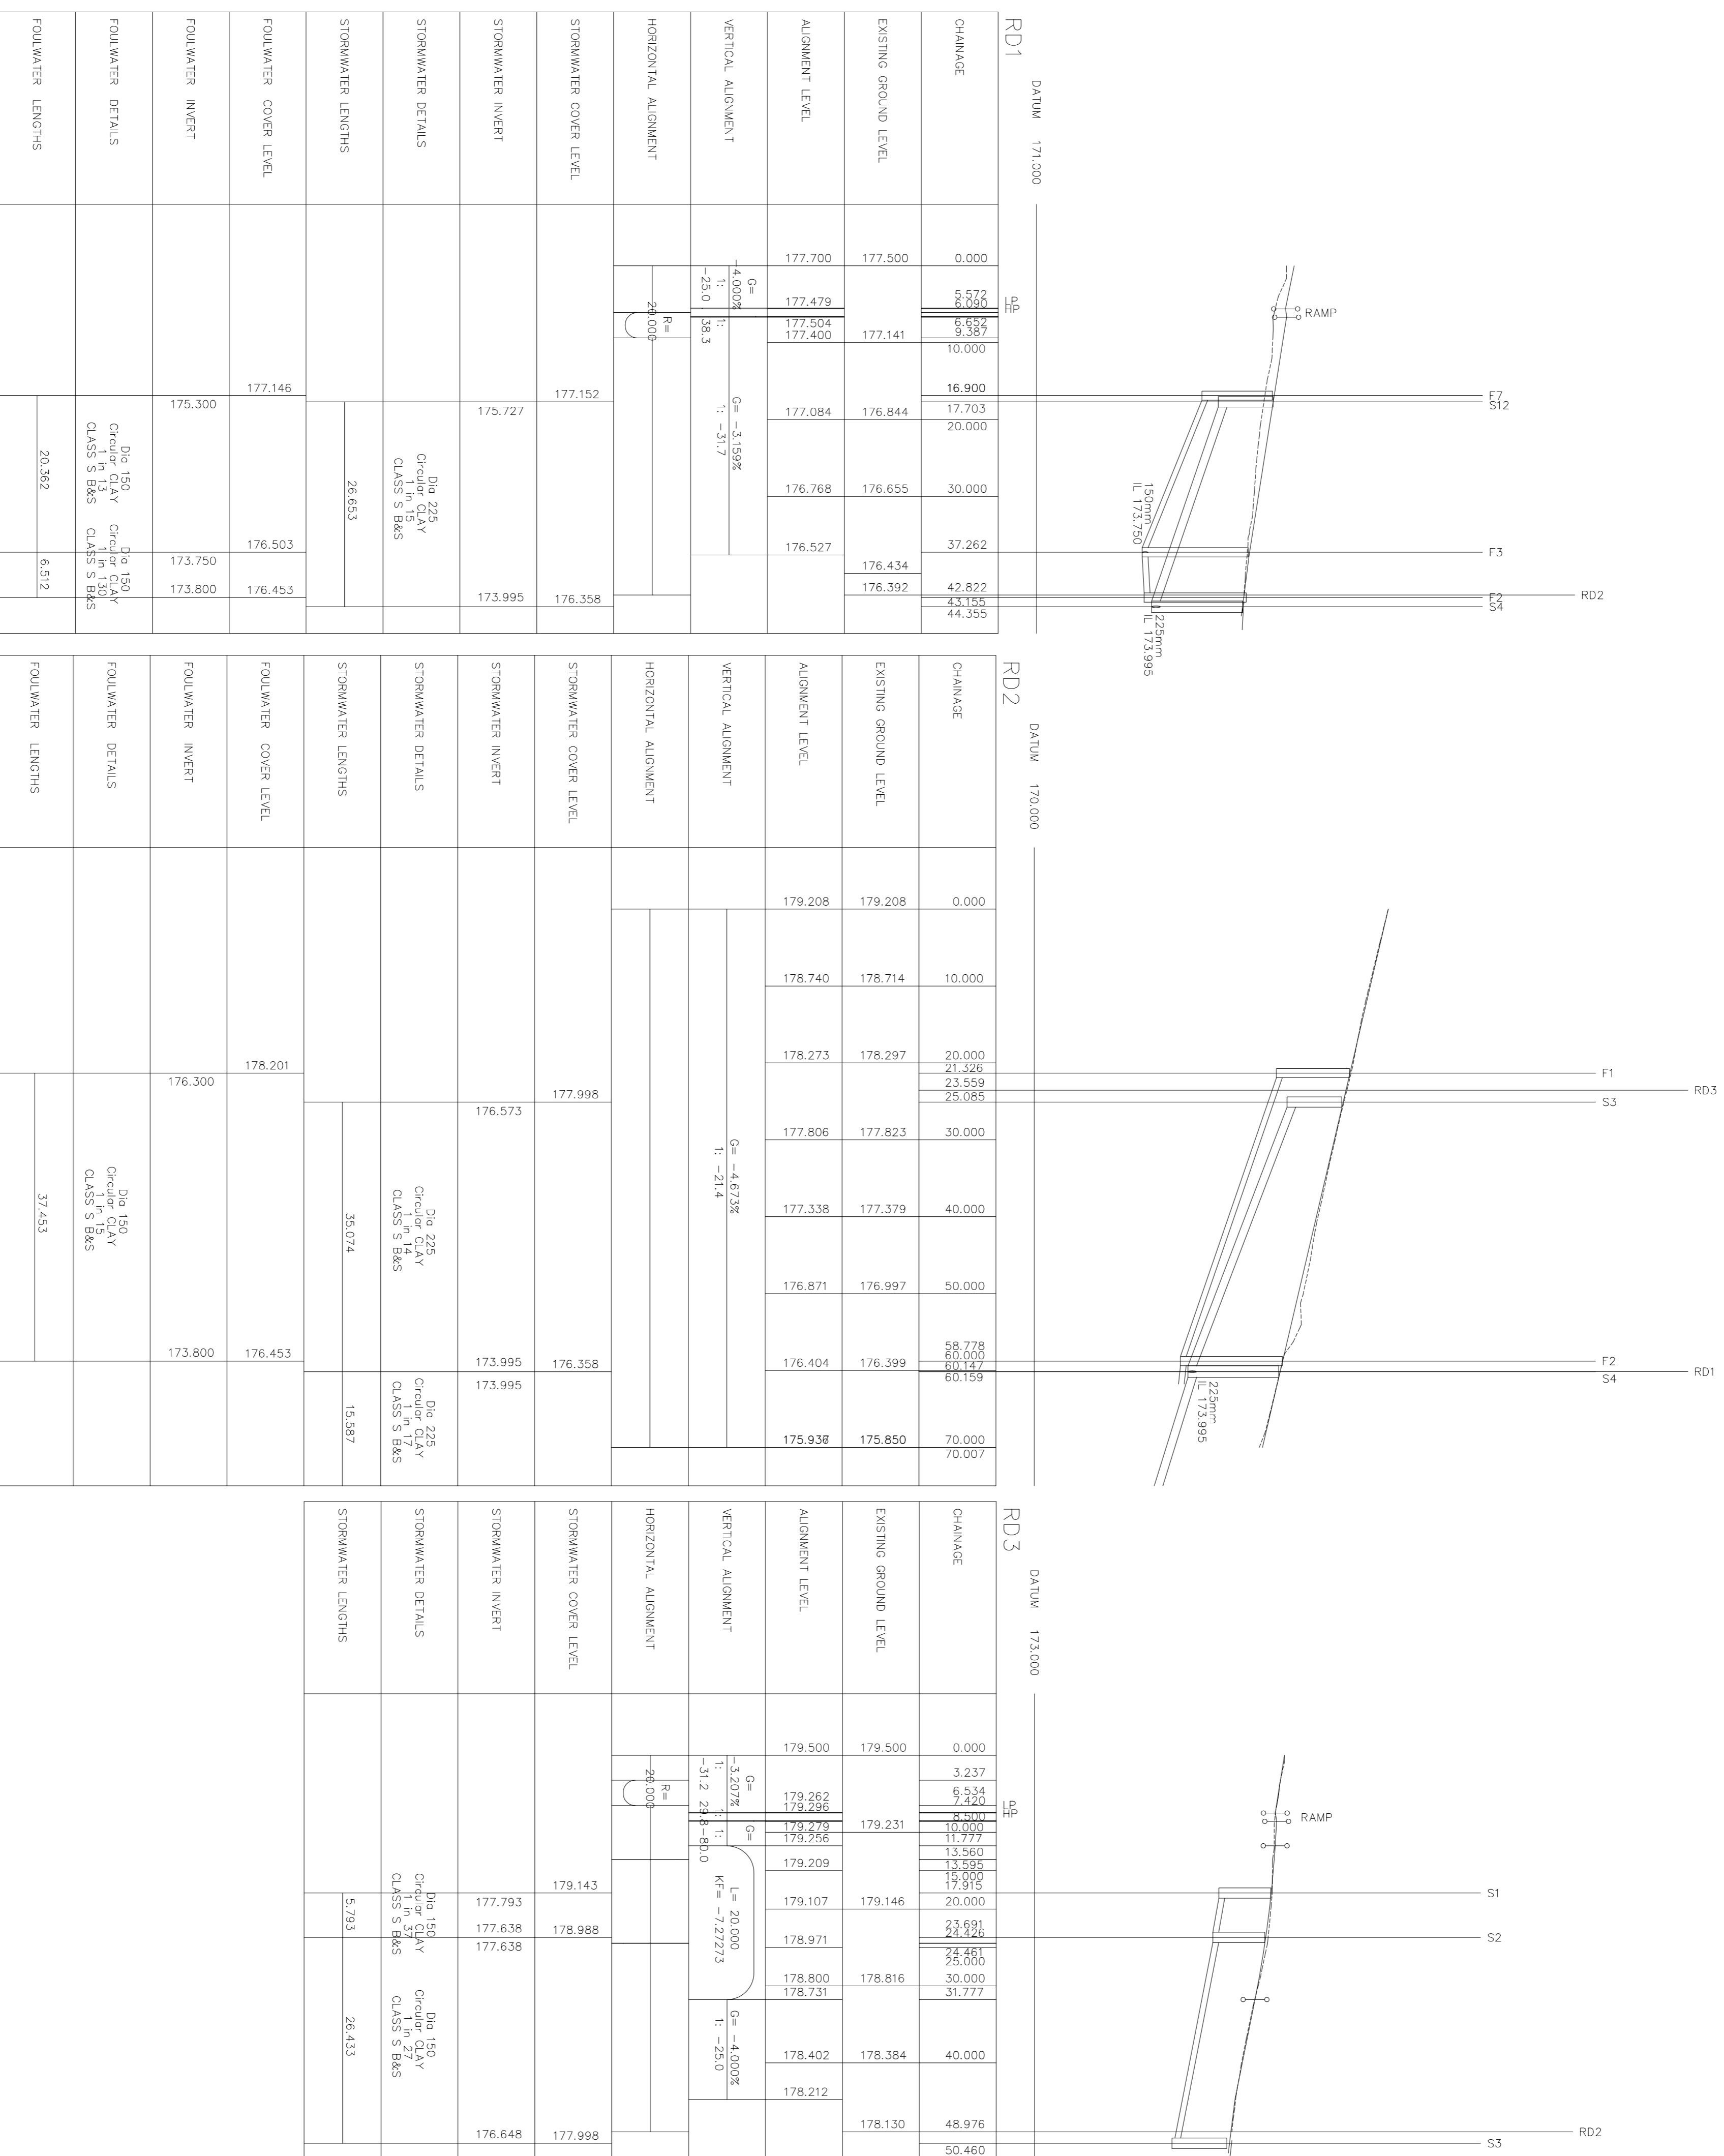 RD1
DATUM 171.000
RAMP
F7
S12
F3
RD2
F2
S4
150mm
IL 173.750
225mm
IL 173.995
LP
HP
CHAINAGE
0.000
5.572
6.090
6.652
9.387
10.000
16.900
17.703
20.000
30.000
37.262
42.822
43.155
44.355
EXISTING GROUND LEVEL
177.500
177.141
176.844
176.655
176.434
176.392
ALIGNMENT LEVEL
177.700
177.479
177.504
177.400
177.084
176.768
176.527
VERTICAL ALIGNMENT
G=
-4.000%
1:
-25.0
1:
38.3
G= -3.159%
1: -31.7
HORIZONTAL ALIGNMENT
R=
20.000
STORMWATER COVER LEVEL
177.152
176.358
STORMWATER INVERT
175.727
173.995
STORMWATER DETAILS
Dia 225
Circular CLAY
1 in 15
CLASS S B&S
STORMWATER LENGTHS
26.653
FOULWATER COVER LEVEL
177.146
176.503
176.453
FOULWATER INVERT
175.300
173.750
173.800
FOULWATER DETAILS
Dia 150
Circular CLAY
1 in 13
CLASS S B&S
Dia 150
Circular CLAY
1 in 130
CLASS S B&S
FOULWATER LENGTHS
20.362
6.512
RD2
DATUM 170.000
F1
RD3
S3
F2
RD1
S4
225mm
IL 173.995
CHAINAGE
0.000
10.000
20.000
21.326
23.559
25.085
30.000
40.000
50.000
58.778
60.000
60.147
60.159
70.000
70.007
EXISTING GROUND LEVEL
179.208
178.714
178.297
177.823
177.379
176.997
176.399
175.850
ALIGNMENT LEVEL
179.208
178.740
178.273
177.806
177.338
176.871
176.404
VERTICAL ALIGNMENT
G= -4.673%
1: -21.4
HORIZONTAL ALIGNMENT
STORMWATER COVER LEVEL
177.998
176.358
STORMWATER INVERT
176.573
173.995
173.995
STORMWATER DETAILS
Dia 225
Circular CLAY
1 in 14
CLASS S B&S
Dia 225
Circular CLAY
1 in 17
CLASS S B&S
STORMWATER LENGTHS
35.074
15.587
FOULWATER COVER LEVEL
178.201
176.453
FOULWATER INVERT
176.300
173.800
FOULWATER DETAILS
Dia 150
Circular CLAY
1 in 15
CLASS S B&S
FOULWATER LENGTHS
37.453
RD3
DATUM 173.000
RAMP
S1
S2
RD2
S3
LP
HP
CHAINAGE
0.000
3.237
6.534
7.420
8.500
10.000
11.777
13.560
13.595
15.000
17.915
20.000
23.691
24.426
24.461
25.000
30.000
31.777
40.000
48.976
50.460
EXISTING GROUND LEVEL
179.500
179.231
179.146
178.816
178.384
178.130
ALIGNMENT LEVEL
179.500
179.262
179.296
179.279
179.256
179.209
179.107
178.971
178.800
178.731
178.402
178.212
VERTICAL ALIGNMENT
G=
-3.207%
1:
-31.2
1:
29.8
G=
1:
-80.0
L= 20.000
KF= -7.27273
G= -4.000%
1: -25.0
HORIZONTAL ALIGNMENT
R=
20.000
STORMWATER COVER LEVEL
179.143
178.988
177.998
STORMWATER INVERT
177.793
177.638
177.638
176.648
STORMWATER DETAILS
Dia 150
Circular CLAY
1 in 37
CLASS S B&S
Dia 150
Circular CLAY
1 in 27
CLASS S B&S
STORMWATER LENGTHS
5.793
26.433